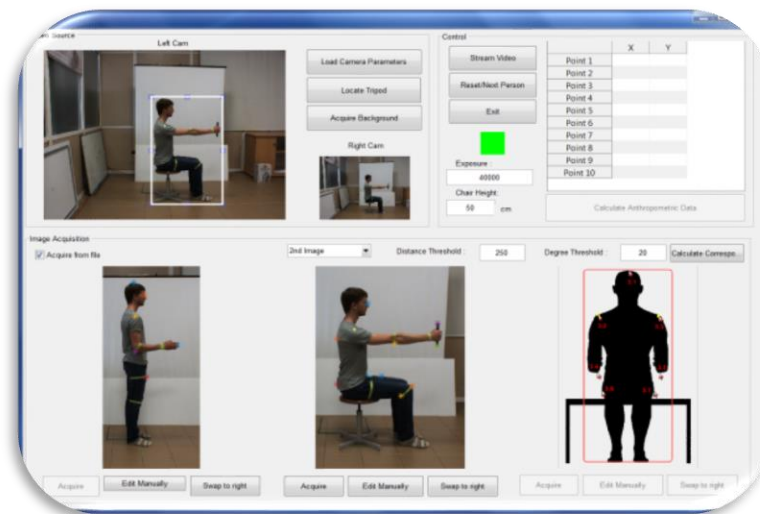 Left Cam
Load Camera Parameters
Locate Tripod
Acquire Background
Right Cam
Control
Stream Video
Reset/Next Person
Exit
Exposure :
40000
Chair Height:
50 cm
X Y
Point 1
Point 2
Point 3
Point 4
Point 5
Point 6
Point 7
Point 8
Point 9
Point 10
Calculate Anthropometric Data
Image Acquisition
Acquire from file
2nd Image
Distance Threshold : 250
Degree Threshold : 20
Calculate Correspo...
Acquire Edit Manually Swap to right
Acquire Edit Manually Swap to right
Acquire Edit Manually Swap to right